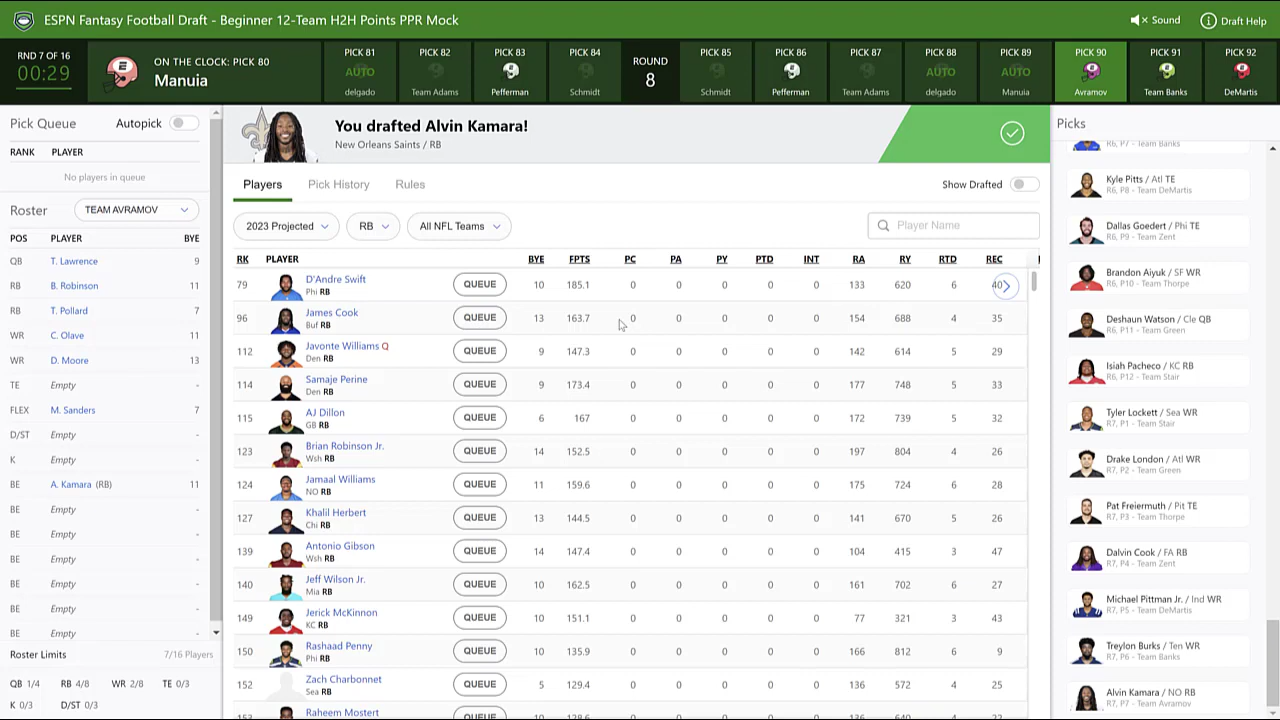 ESPN Fantasy Football Draft - Beginner 12-Team H2H Points PPR Mock
Sound
Draft Help
RND 7 OF 16
00:29
ON THE CLOCK: PICK 80
Manuia
PICK 81
AUTO
delgado
PICK 82
Team Adams
PICK 83
Pefferman
PICK 84
Schmidt
ROUND
8
PICK 85
Schmidt
PICK 86
Pefferman
PICK 87
Team Adams
PICK 88
AUTO
delgado
PICK 89
AUTO
Manuia
PICK 90
Avramov
PICK 91
Team Banks
PICK 92
DeMartis
Pick Queue
Autopick
RANK PLAYER
No players in queue
Roster
TEAM AVRAMOV
POS PLAYER BYE
QB T. Lawrence 9
RB B. Robinson 11
RB T. Pollard 7
WR C. Olave 11
WR D. Moore 13
TE Empty -
FLEX M. Sanders 7
D/ST Empty -
K Empty -
BE A. Kamara (RB) 11
BE Empty -
BE Empty -
BE Empty -
BE Empty -
BE Empty -
BE Empty -
Roster Limits 7/16 Players
QB 1/4 RB 4/8 WR 2/8 TE 0/3
K 0/3 D/ST 0/3
You drafted Alvin Kamara!
New Orleans Saints / RB
Players Pick History Rules
Show Drafted
2023 Projected RB All NFL Teams
Player Name
RK PLAYER BYE FPTS PC PA PY PTD INT RA RY RTD REC
79 D'Andre Swift Phi RB QUEUE 10 185.1 0 0 0 0 0 133 620 6 40
96 James Cook Buf RB QUEUE 13 163.7 0 0 0 0 0 154 688 4 35
112 Javonte Williams Q Den RB QUEUE 9 147.3 0 0 0 0 0 142 614 5 29
114 Samaje Perine Den RB QUEUE 9 173.4 0 0 0 0 0 177 748 5 33
115 AJ Dillon GB RB QUEUE 6 167 0 0 0 0 0 172 739 5 32
123 Brian Robinson Jr. Wsh RB QUEUE 14 152.5 0 0 0 0 0 197 804 4 26
124 Jamaal Williams NO RB QUEUE 11 159.6 0 0 0 0 0 175 724 6 28
127 Khalil Herbert Chi RB QUEUE 13 144.5 0 0 0 0 0 141 670 5 26
139 Antonio Gibson Wsh RB QUEUE 14 147.4 0 0 0 0 0 104 415 3 47
140 Jeff Wilson Jr. Mia RB QUEUE 10 162.5 0 0 0 0 0 161 702 6 27
149 Jerick McKinnon KC RB QUEUE 10 151.1 0 0 0 0 0 77 321 3 43
150 Rashaad Penny Phi RB QUEUE 10 135.9 0 0 0 0 0 166 812 6 9
152 Zach Charbonnet Sea RB QUEUE 5 129.4 0 0 0 0 0 136 572 4 25
153 Raheem Mostert QUEUE 10 128.6 0 0 0 0 0 136 640 4 22
Picks
R6, P7 - Team Banks
Kyle Pitts / Atl TE
R6, P8 - Team DeMartis
Dallas Goedert / Phi TE
R6, P9 - Team Zent
Brandon Aiyuk / SF WR
R6, P10 - Team Thorpe
Deshaun Watson / Cle QB
R6, P11 - Team Green
Isiah Pacheco / KC RB
R6, P12 - Team Stair
Tyler Lockett / Sea WR
R7, P1 - Team Stair
Drake London / Atl WR
R7, P2 - Team Green
Pat Freiermuth / Pit TE
R7, P3 - Team Thorpe
Dalvin Cook / FA RB
R7, P4 - Team Zent
Michael Pittman Jr. / Ind WR
R7, P5 - Team DeMartis
Treylon Burks / Ten WR
R7, P6 - Team Banks
Alvin Kamara / NO RB
R7, P7 - Team Avramov